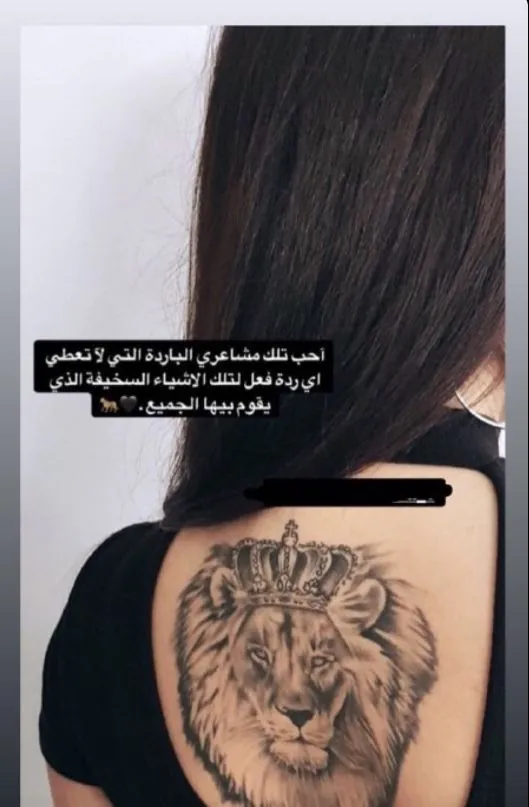 أحب تلك مشاعري الباردة التي لآ تعطي
اي ردة فعل لتلك الاشياء السخيفة الذي
يقوم بيها الجميع.🖤🐆